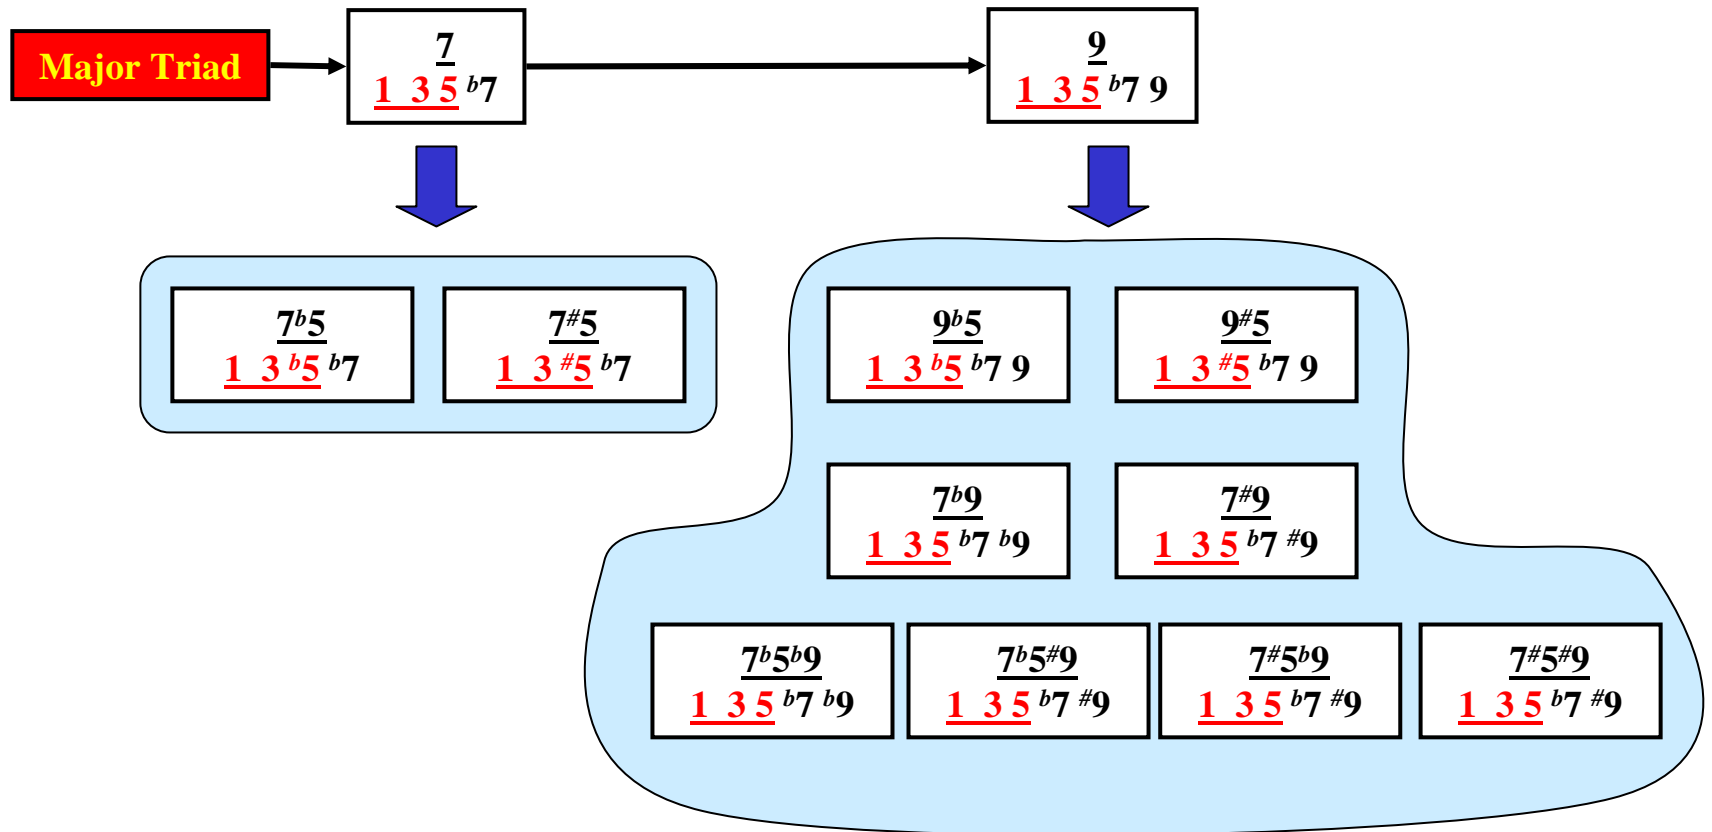 Major Triad
7
1 3 5 b7
9
1 3 5 b7 9
7b5
1 3 b5 b7
7#5
1 3 #5 b7
9b5
1 3 b5 b7 9
9#5
1 3 #5 b7 9
7b9
1 3 5 b7 b9
7#9
1 3 5 b7 #9
7b5b9
1 3 5 b7 b9
7b5#9
1 3 5 b7 #9
7#5b9
1 3 5 b7 #9
7#5#9
1 3 5 b7 #9